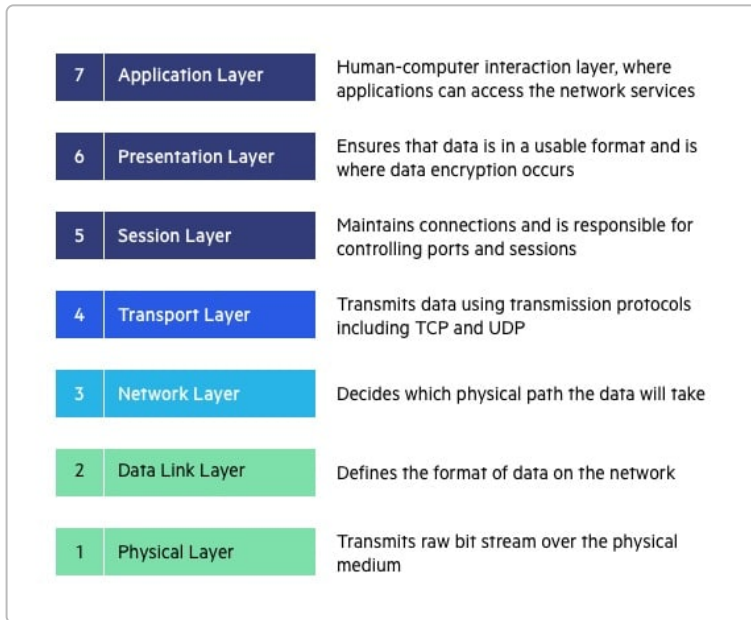 7 Application Layer Human-computer interaction layer, where
applications can access the network services
6 Presentation Layer Ensures that data is in a usable format and is
where data encryption occurs
5 Session Layer Maintains connections and is responsible for
controlling ports and sessions
4 Transport Layer Transmits data using transmission protocols
including TCP and UDP
3 Network Layer Decides which physical path the data will take
2 Data Link Layer Defines the format of data on the network
1 Physical Layer Transmits raw bit stream over the physical
medium